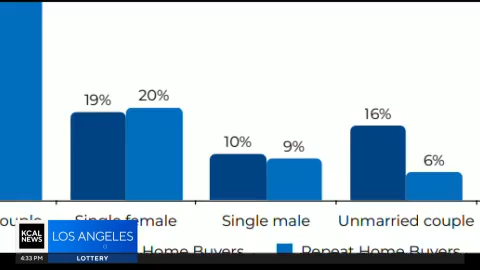 19%
20%
10%
9%
16%
6%
ouple
Single female
Single male
Unmarried couple
Home Buyers
Repeat Home Buyers
KCAL
NEWS
LOS ANGELES
4:33 PM
LOTTERY